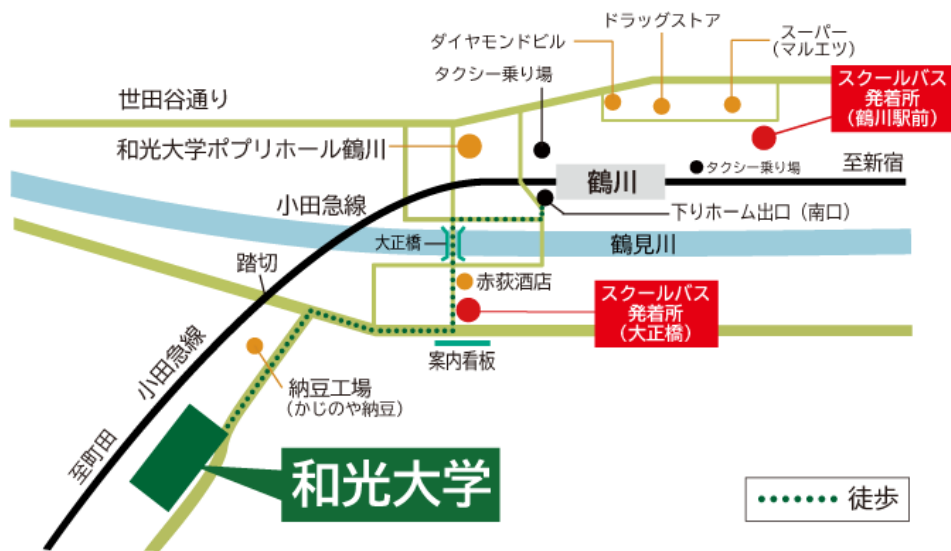 ドラッグストア
ダイヤモンドビル
スーパー
(マルエツ)
タクシー乗り場
スクールバス
発着所
(鶴川駅前)
世田谷通り
和光大学ポプリホール鶴川
タクシー乗り場
至新宿
鶴川
小田急線
下りホーム出口(南口)
大正橋
鶴見川
踏切
赤荻酒店
スクールバス
発着所
(大正橋)
案内看板
小田急線
納豆工場
(かじのや納豆)
至町田
和光大学
徒歩